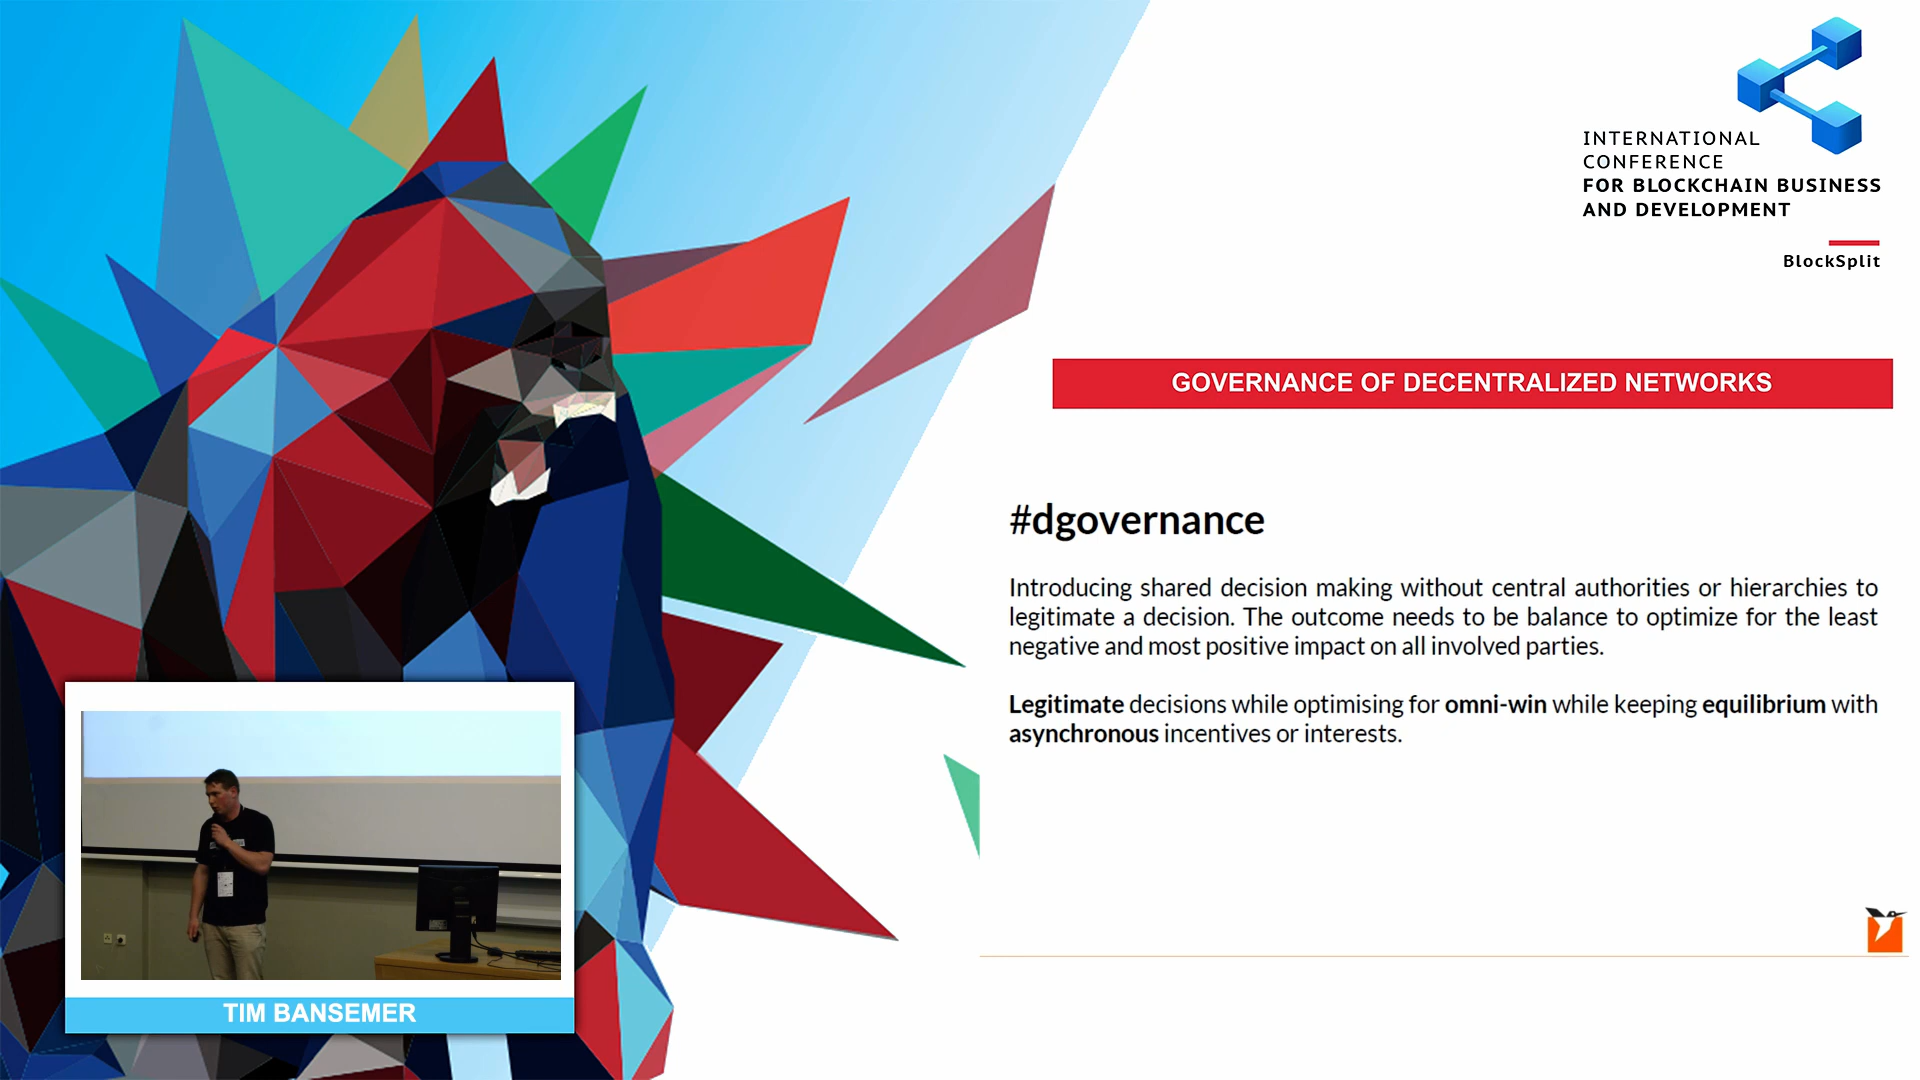 INTERNATIONAL
CONFERENCE
FOR BLOCKCHAIN BUSINESS
AND DEVELOPMENT
BlockSplit
GOVERNANCE OF DECENTRALIZED NETWORKS
#dgovernance
Introducing shared decision making without central authorities or hierarchies to
legitimate a decision. The outcome needs to be balance to optimize for the least
negative and most positive impact on all involved parties.
Legitimate decisions while optimising for omni-win while keeping equilibrium with
asynchronous incentives or interests.
TIM BANSEMER